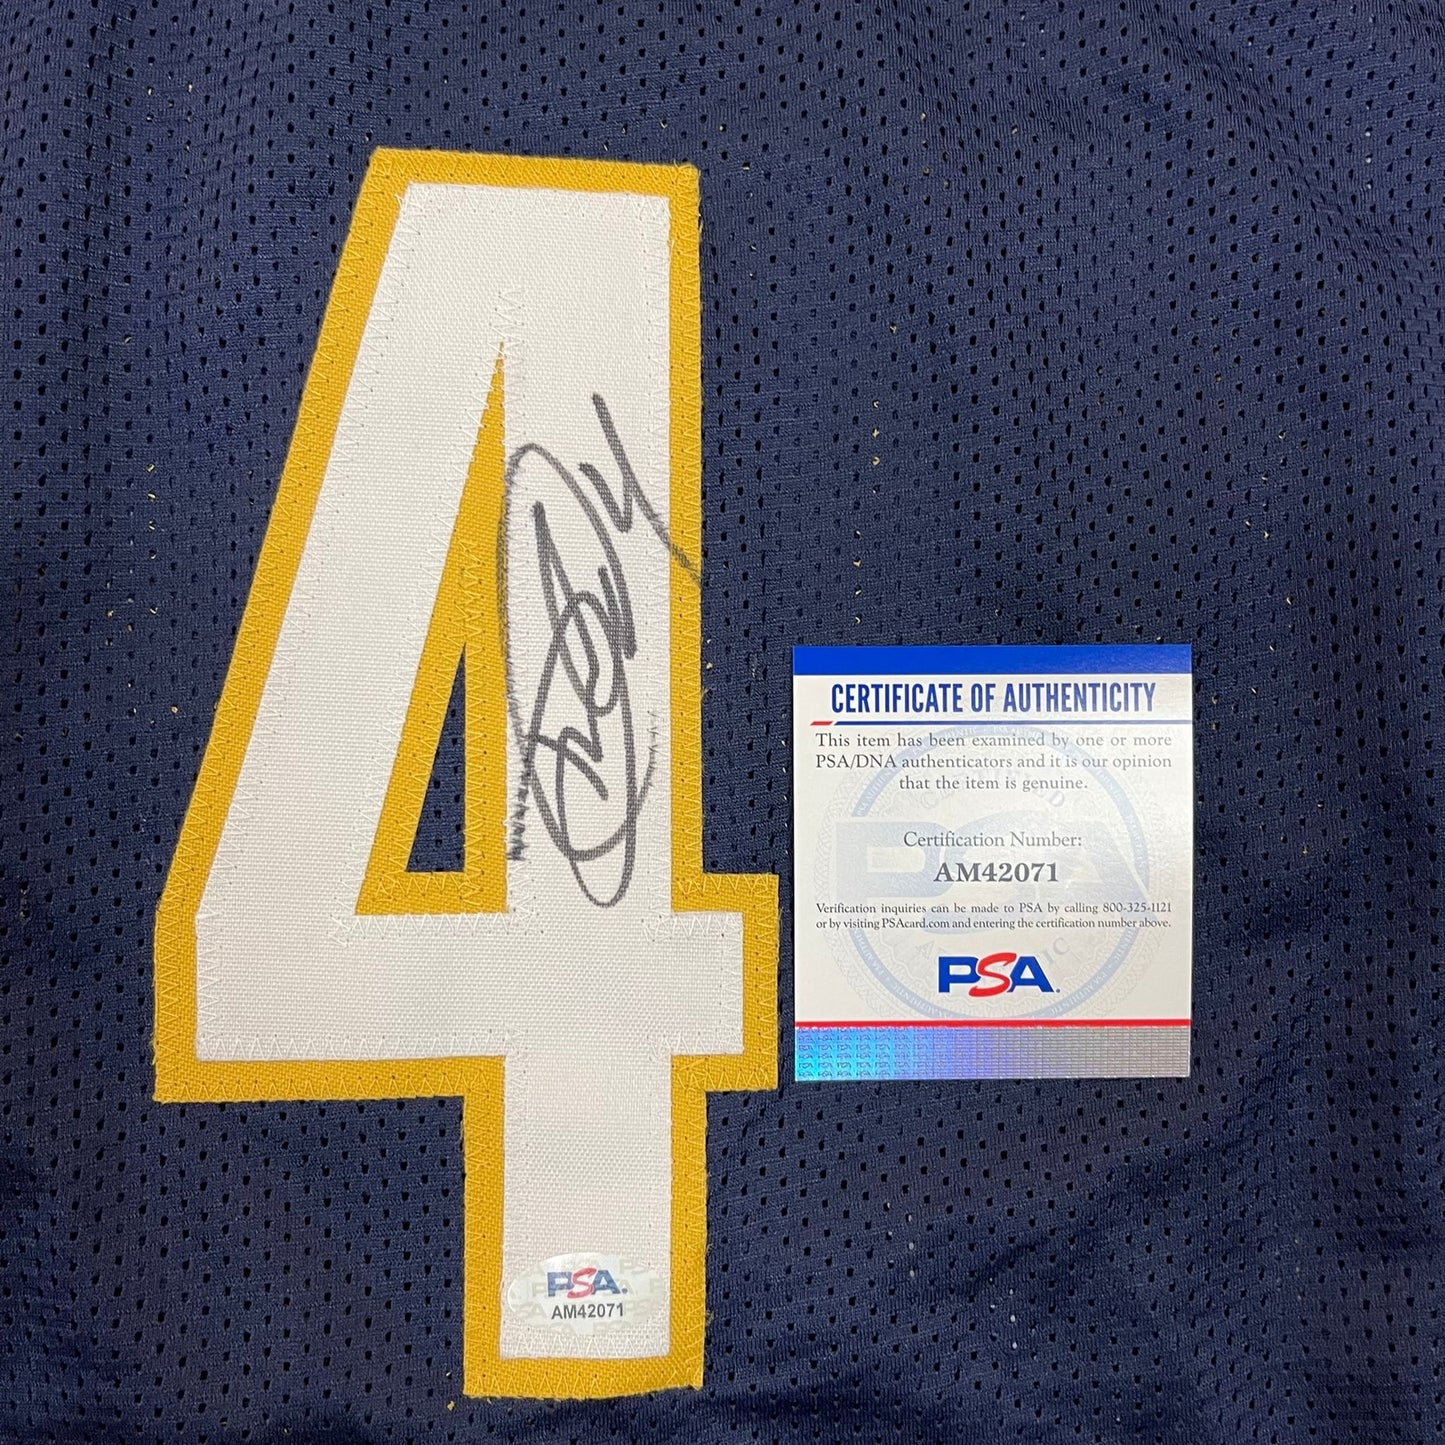 4
CERTIFICATE OF AUTHENTICITY
This item has been examined by one or more
PSA/DNA authenticators and it is our opinion
that the item is genuine.
Certification Number:
AM42071
Verification inquiries can be made to PSA by calling 800-325-1121
or by visiting PSAcard.com and entering the certification number above.
PSA.
PSA.
AM42071